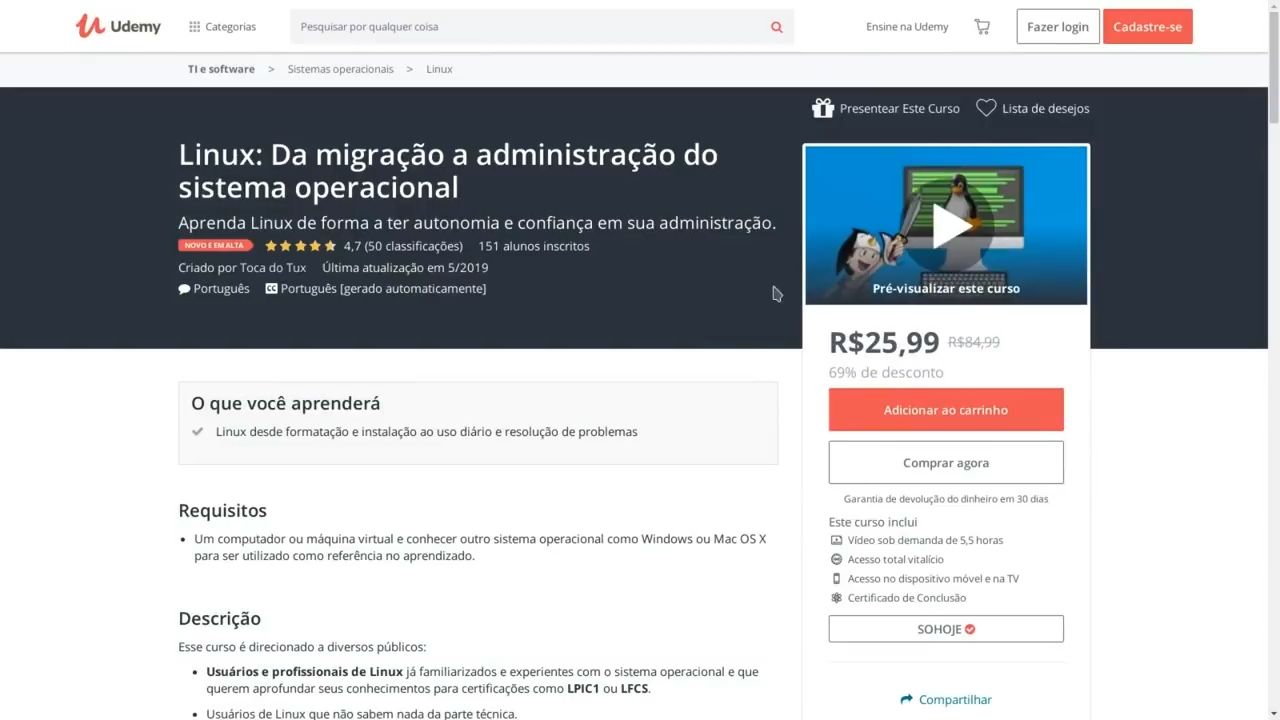 Udemy
Categorias
Pesquisar por qualquer coisa
Ensine na Udemy
Fazer login
Cadastre-se
TI e software > Sistemas operacionais > Linux
Presentear Este Curso
Lista de desejos
Linux: Da migração a administração do
sistema operacional
Aprenda Linux de forma a ter autonomia e confiança em sua administração.
NOVO E EM ALTA 4,7 (50 classificações) 151 alunos inscritos
Criado por Toca do Tux Última atualização em 5/2019
Português CC Português [gerado automaticamente]
Pré-visualizar este curso
R$25,99 R$84,99
69% de desconto
Adicionar ao carrinho
Comprar agora
Garantia de devolução do dinheiro em 30 dias
Este curso inclui
Vídeo sob demanda de 5,5 horas
Acesso total vitalício
Acesso no dispositivo móvel e na TV
Certificado de Conclusão
SOHOJE
Compartilhar
O que você aprenderá
Linux desde formatação e instalação ao uso diário e resolução de problemas
Requisitos
• Um computador ou máquina virtual e conhecer outro sistema operacional como Windows ou Mac OS X
para ser utilizado como referência no aprendizado.
Descrição
Esse curso é direcionado a diversos públicos:
• Usuários e profissionais de Linux já familiarizados e experientes com o sistema operacional e que
querem aprofundar seus conhecimentos para certificações como LPIC1 ou LFCS.
• Usuários de Linux que não sabem nada da parte técnica.